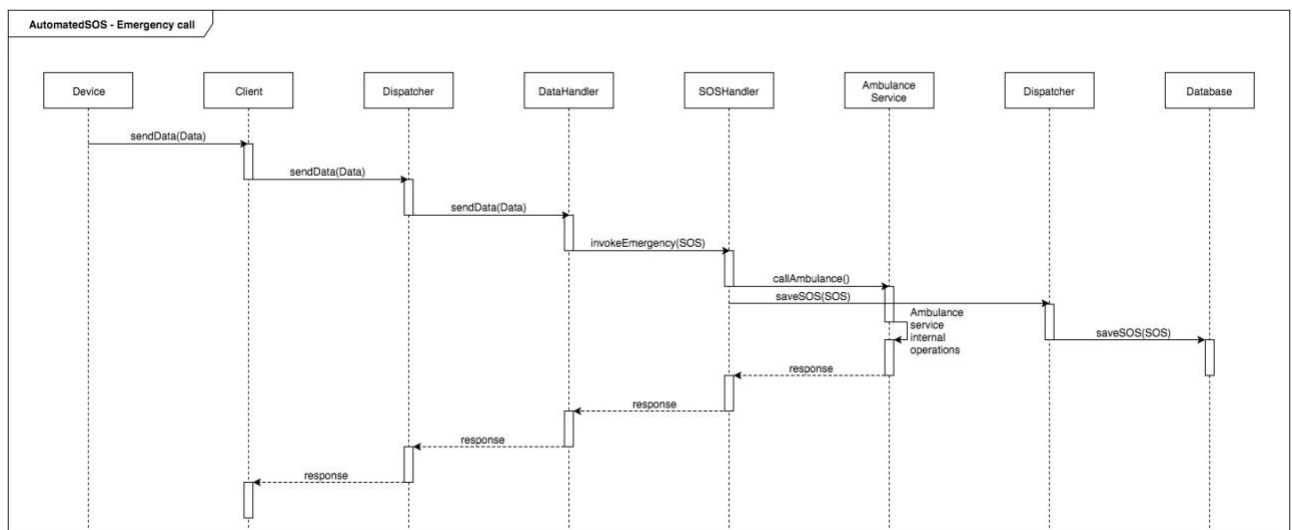 AutomatedSOS - Emergency call
Device
Client
Dispatcher
DataHandler
SOSHandler
Ambulance
Service
Dispatcher
Database
sendData(Data)
sendData(Data)
sendData(Data)
invokeEmergency(SOS)
callAmbulance()
saveSOS(SOS)
Ambulance
service
internal
operations
saveSOS(SOS)
response
response
response
response